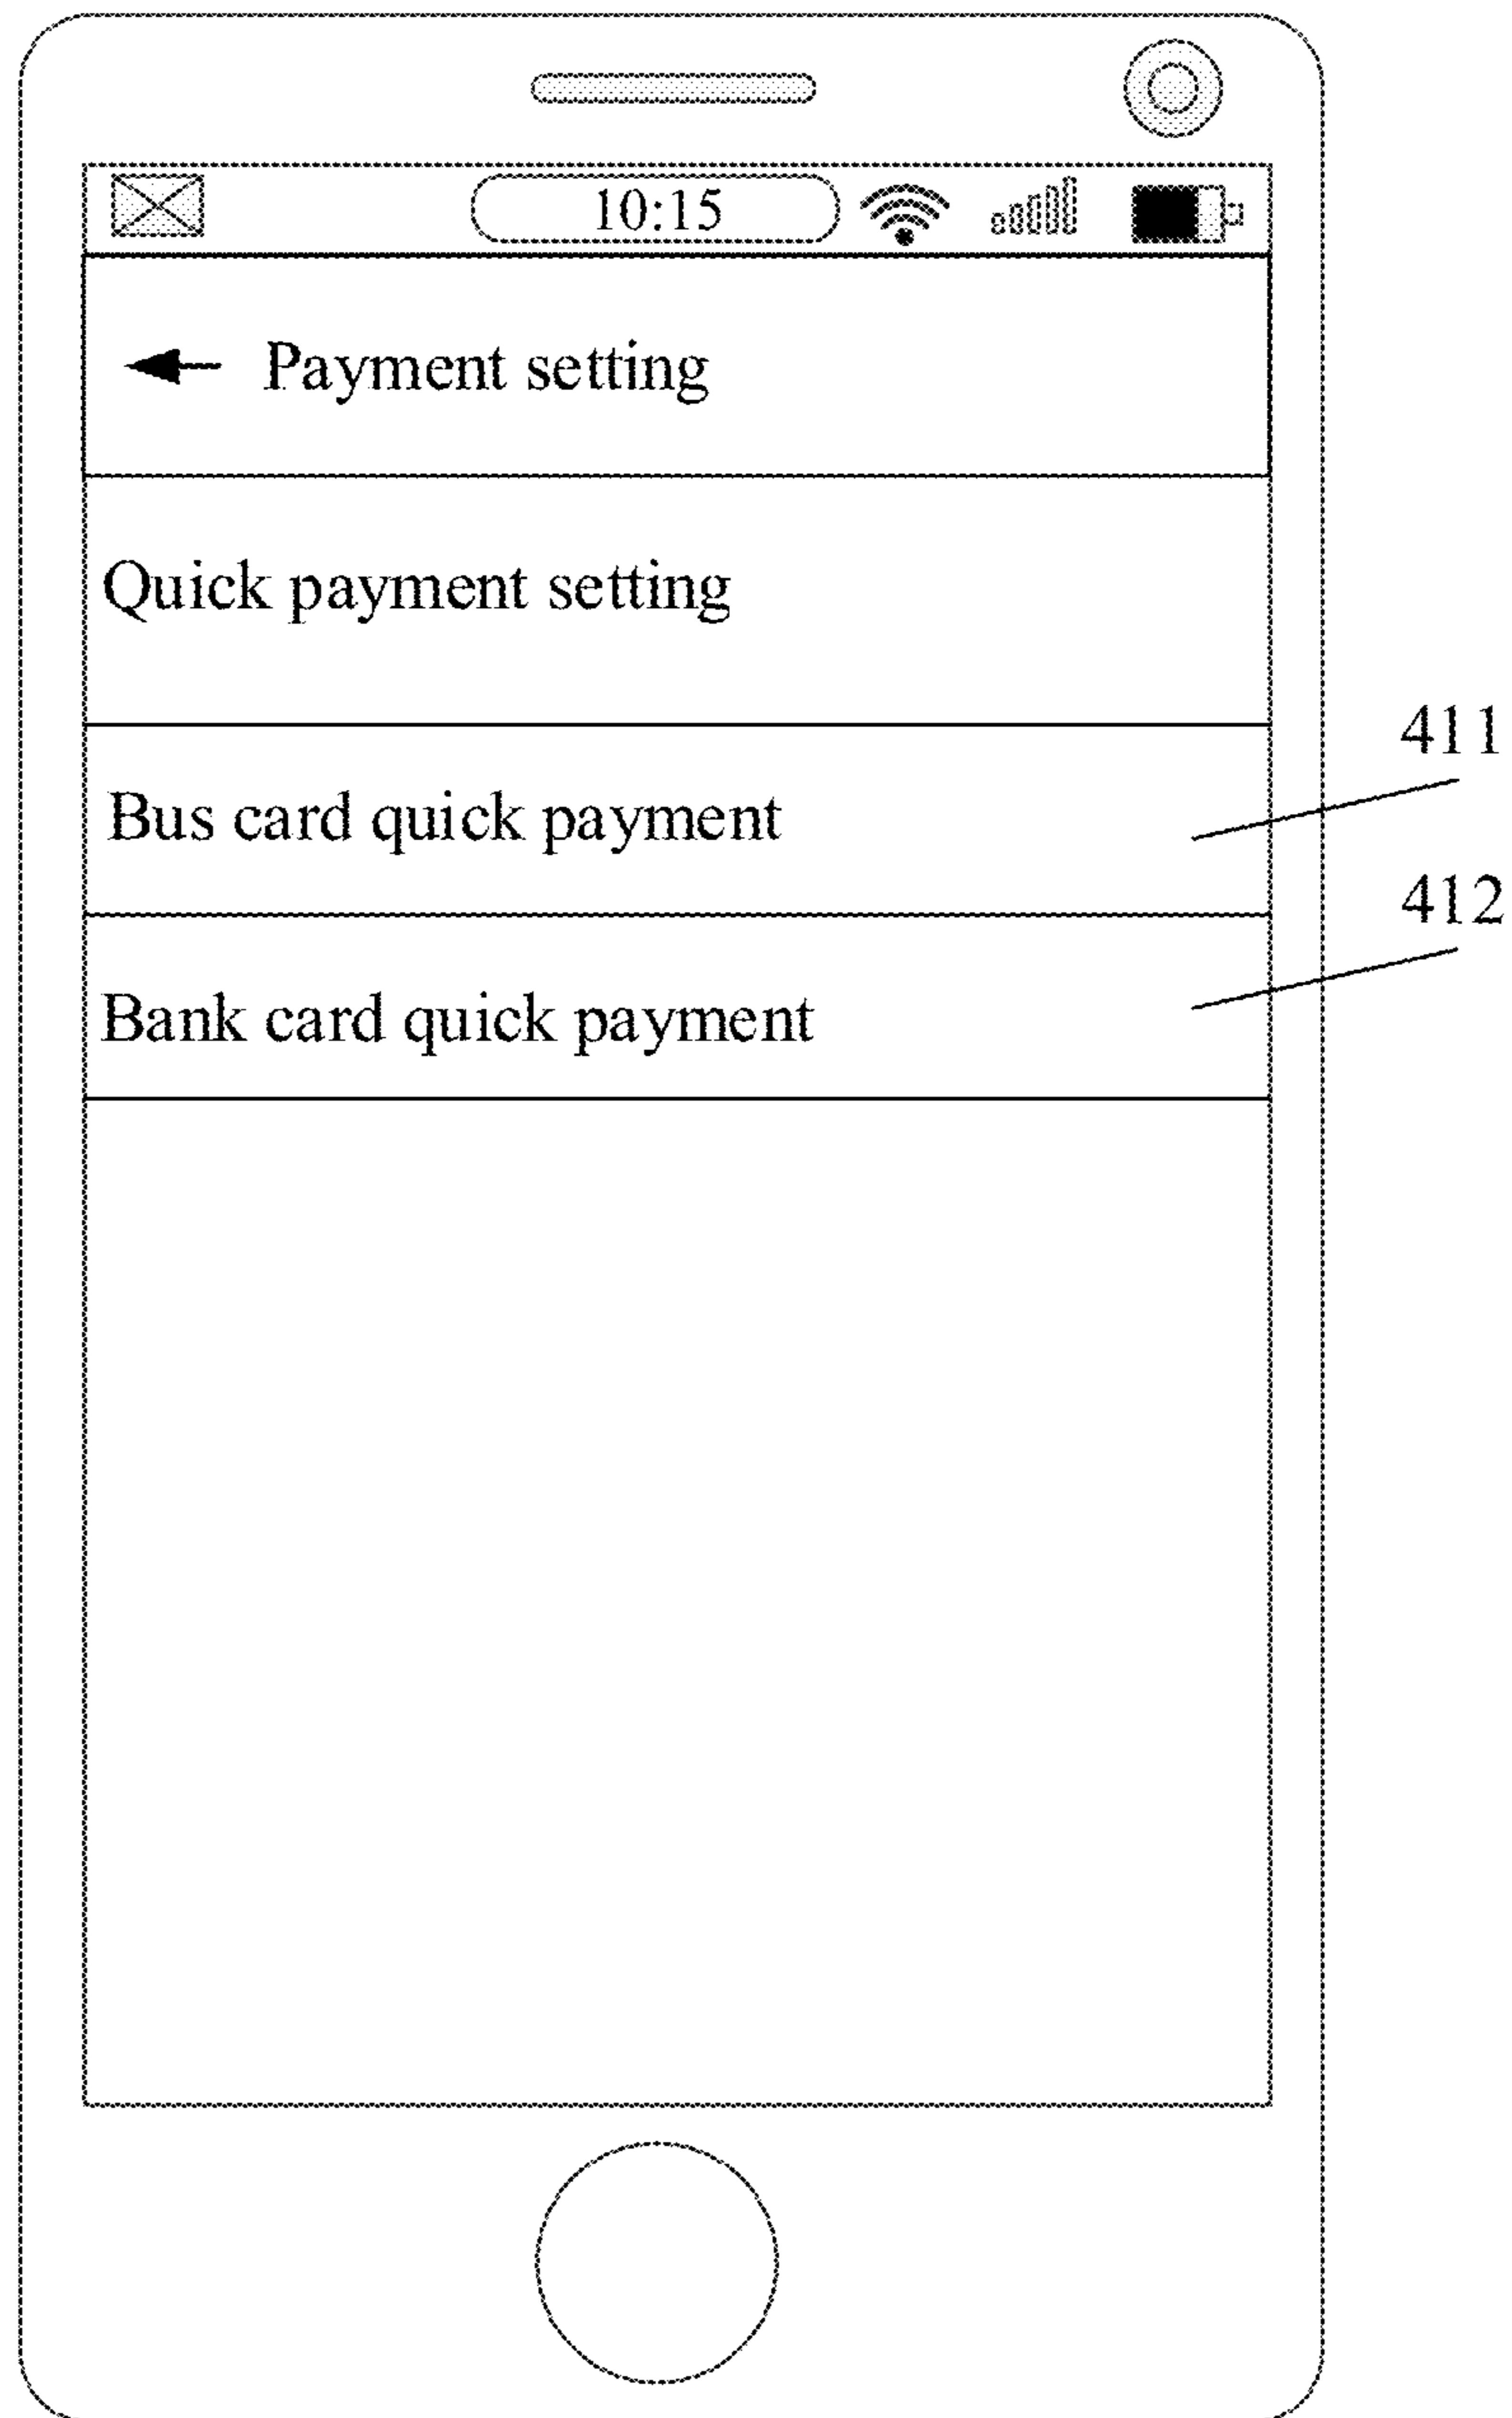 10:15
Payment setting
Quick payment setting
411
Bus card quick payment
412
Bank card quick payment